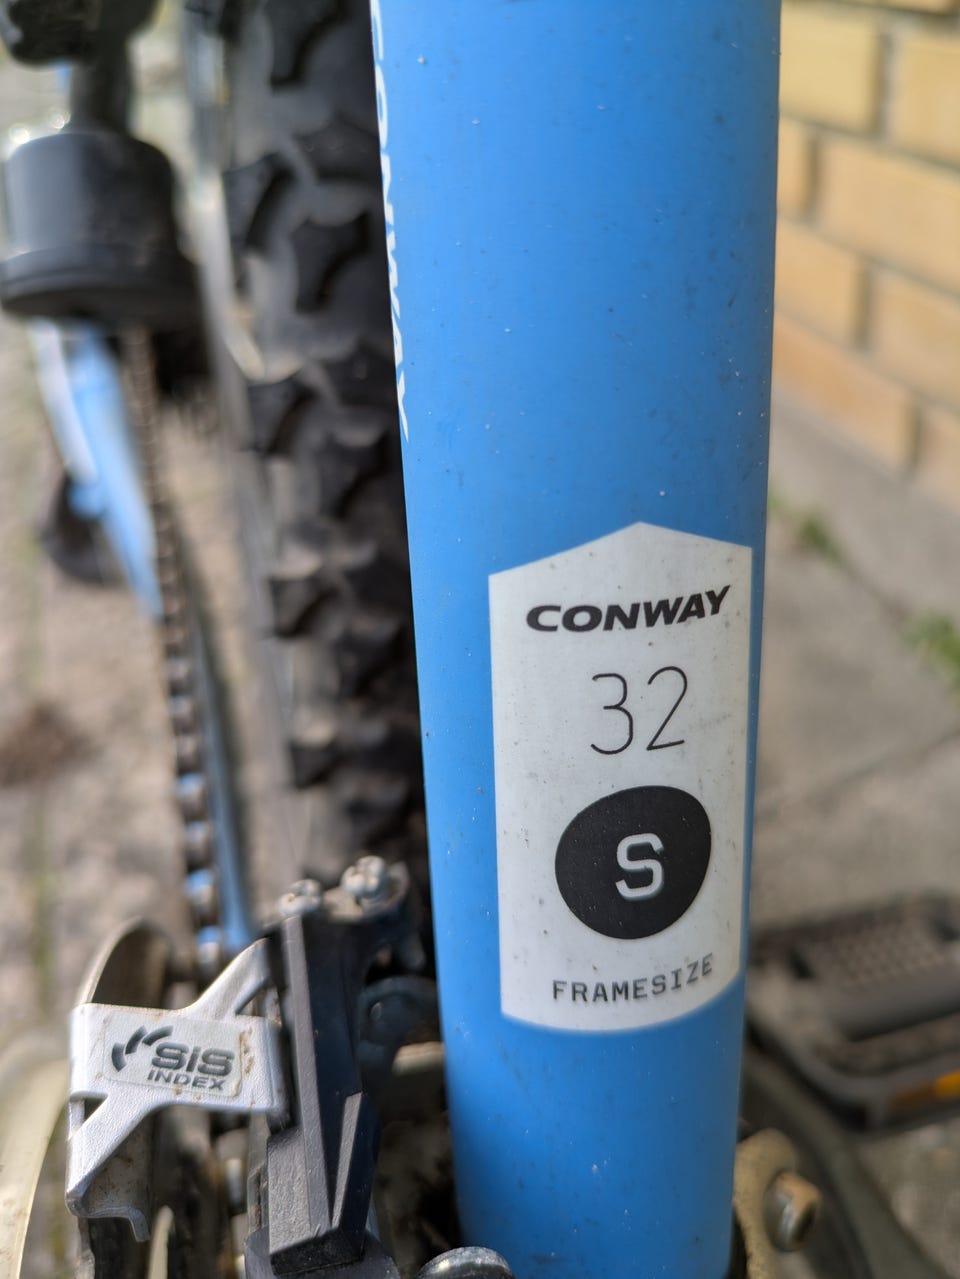 CONWAY
CONWAY
32
S
FRAMESIZE
SIS
INDEX